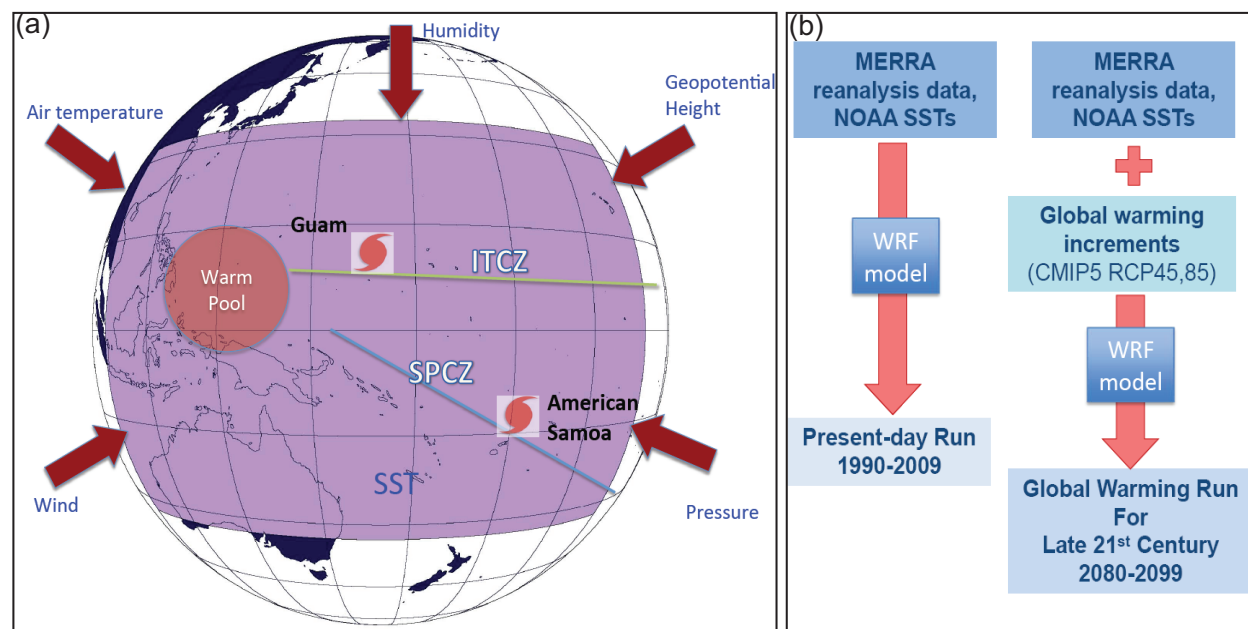 (a)
Humidity
Geopotential
Height
Air temperature
Guam
ITCZ
Warm
Pool
SPCZ
American
Samoa
SST
Wind
Pressure
(b)
MERRA
reanalysis data,
NOAA SSTs
WRF
model
Present-day Run
1990-2009
MERRA
reanalysis data,
NOAA SSTs
Global warming
increments
(CMIP5 RCP45,85)
WRF
model
Global Warming Run
For
Late 21st Century
2080-2099